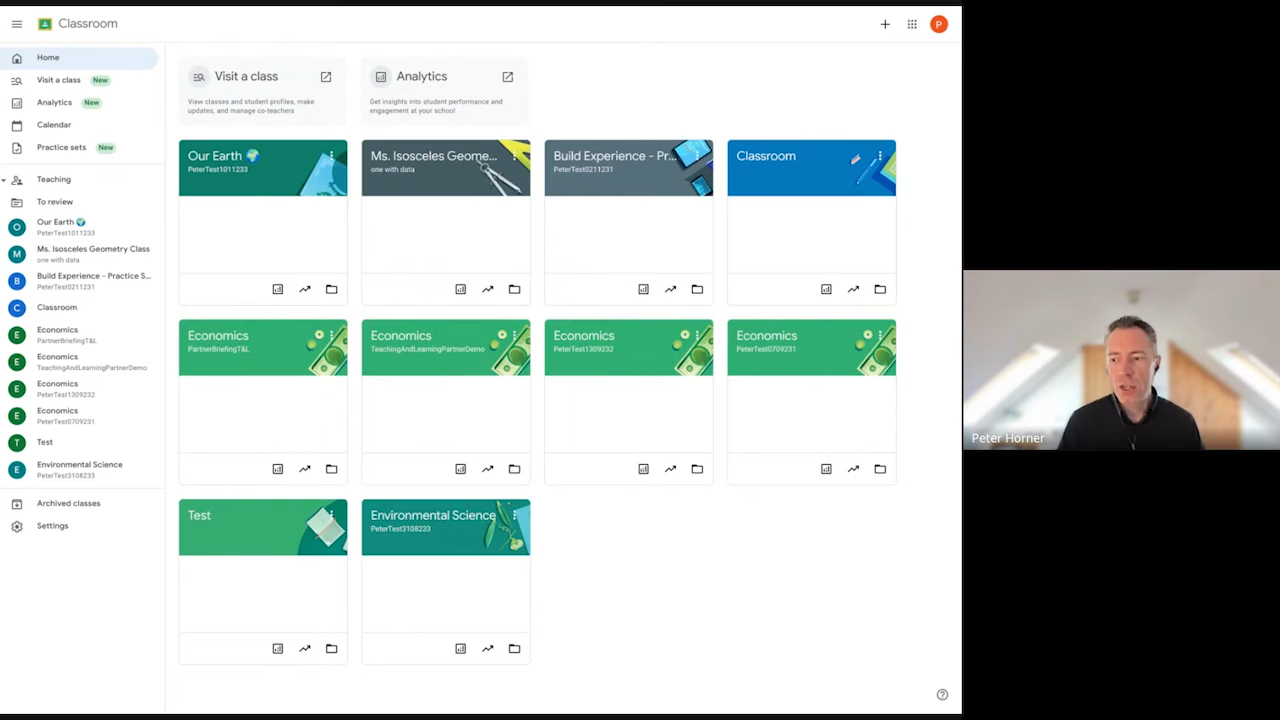 Classroom
P
Home
Visit a class New
Analytics New
Calendar
Practice sets New
Teaching
To review
O Our Earth 🌍
PeterTest1011233
M Ms. Isosceles Geometry Class
one with data
B Build Experience - Practice S...
PeterTest0211231
C Classroom
E Economics
PartnerBriefingT&L
E Economics
TeachingAndLearningPartnerDemo
E Economics
PeterTest1309232
E Economics
PeterTest0709231
T Test
E Environmental Science
PeterTest3108233
Archived classes
Settings
Visit a class
View classes and student profiles, make
updates, and manage co-teachers
Analytics
Get insights into student performance and
engagement at your school
Our Earth 🌍
PeterTest1011233
Ms. Isosceles Geome...
one with data
Build Experience - Pr...
PeterTest0211231
Classroom
Economics
PartnerBriefingT&L
Economics
TeachingAndLearningPartnerDemo
Economics
PeterTest1309232
Economics
PeterTest0709231
Test
Environmental Science
PeterTest3108233
Peter Horner